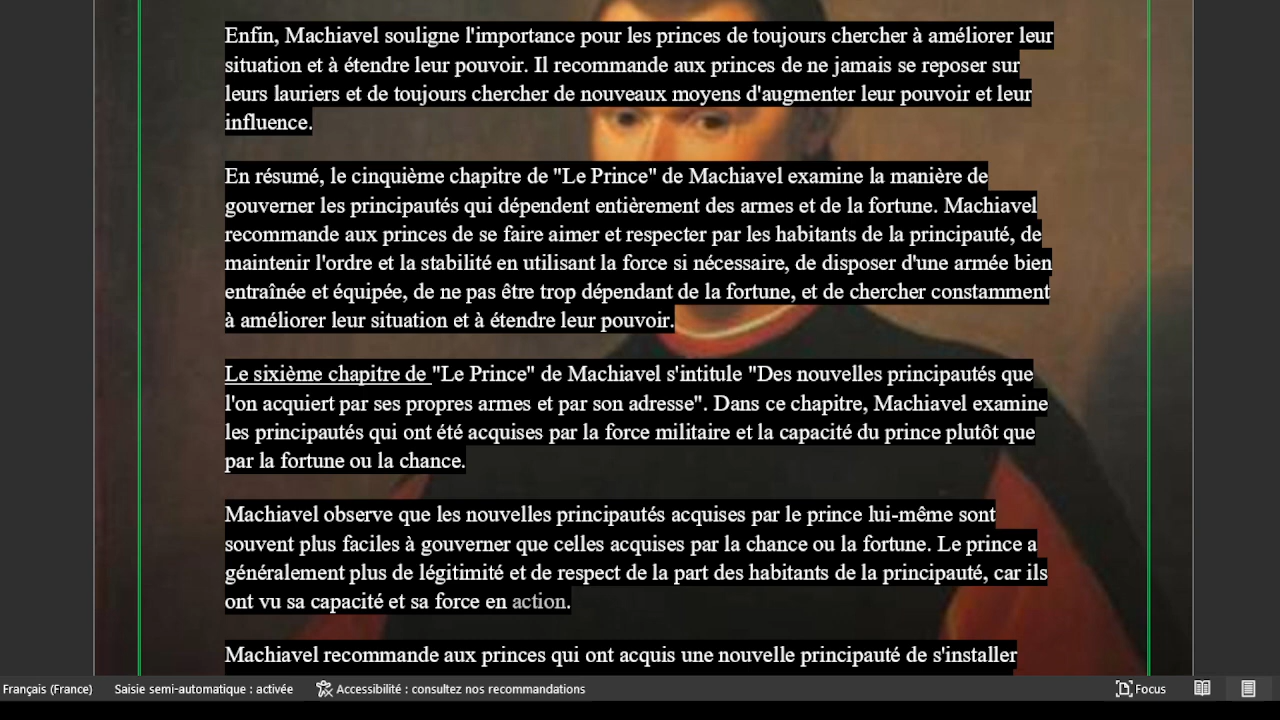 Enfin, Machiavel souligne l'importance pour les princes de toujours chercher à améliorer leur
situation et à étendre leur pouvoir. Il recommande aux princes de ne jamais se reposer sur
leurs lauriers et de toujours chercher de nouveaux moyens d'augmenter leur pouvoir et leur
influence.
En résumé, le cinquième chapitre de "Le Prince" de Machiavel examine la manière de
gouverner les principautés qui dépendent entièrement des armes et de la fortune. Machiavel
recommande aux princes de se faire aimer et respecter par les habitants de la principauté, de
maintenir l'ordre et la stabilité en utilisant la force si nécessaire, de disposer d'une armée bien
entraînée et équipée, de ne pas être trop dépendant de la fortune, et de chercher constamment
à améliorer leur situation et à étendre leur pouvoir.
Le sixième chapitre de "Le Prince" de Machiavel s'intitule "Des nouvelles principautés que
l'on acquiert par ses propres armes et par son adresse". Dans ce chapitre, Machiavel examine
les principautés qui ont été acquises par la force militaire et la capacité du prince plutôt que
par la fortune ou la chance.
Machiavel observe que les nouvelles principautés acquises par le prince lui-même sont
souvent plus faciles à gouverner que celles acquises par la chance ou la fortune. Le prince a
généralement plus de légitimité et de respect de la part des habitants de la principauté, car ils
ont vu sa capacité et sa force en action.
Machiavel recommande aux princes qui ont acquis une nouvelle principauté de s'installer
Français (France) Saisie semi-automatique : activée Accessibilité : consultez nos recommandations Focus